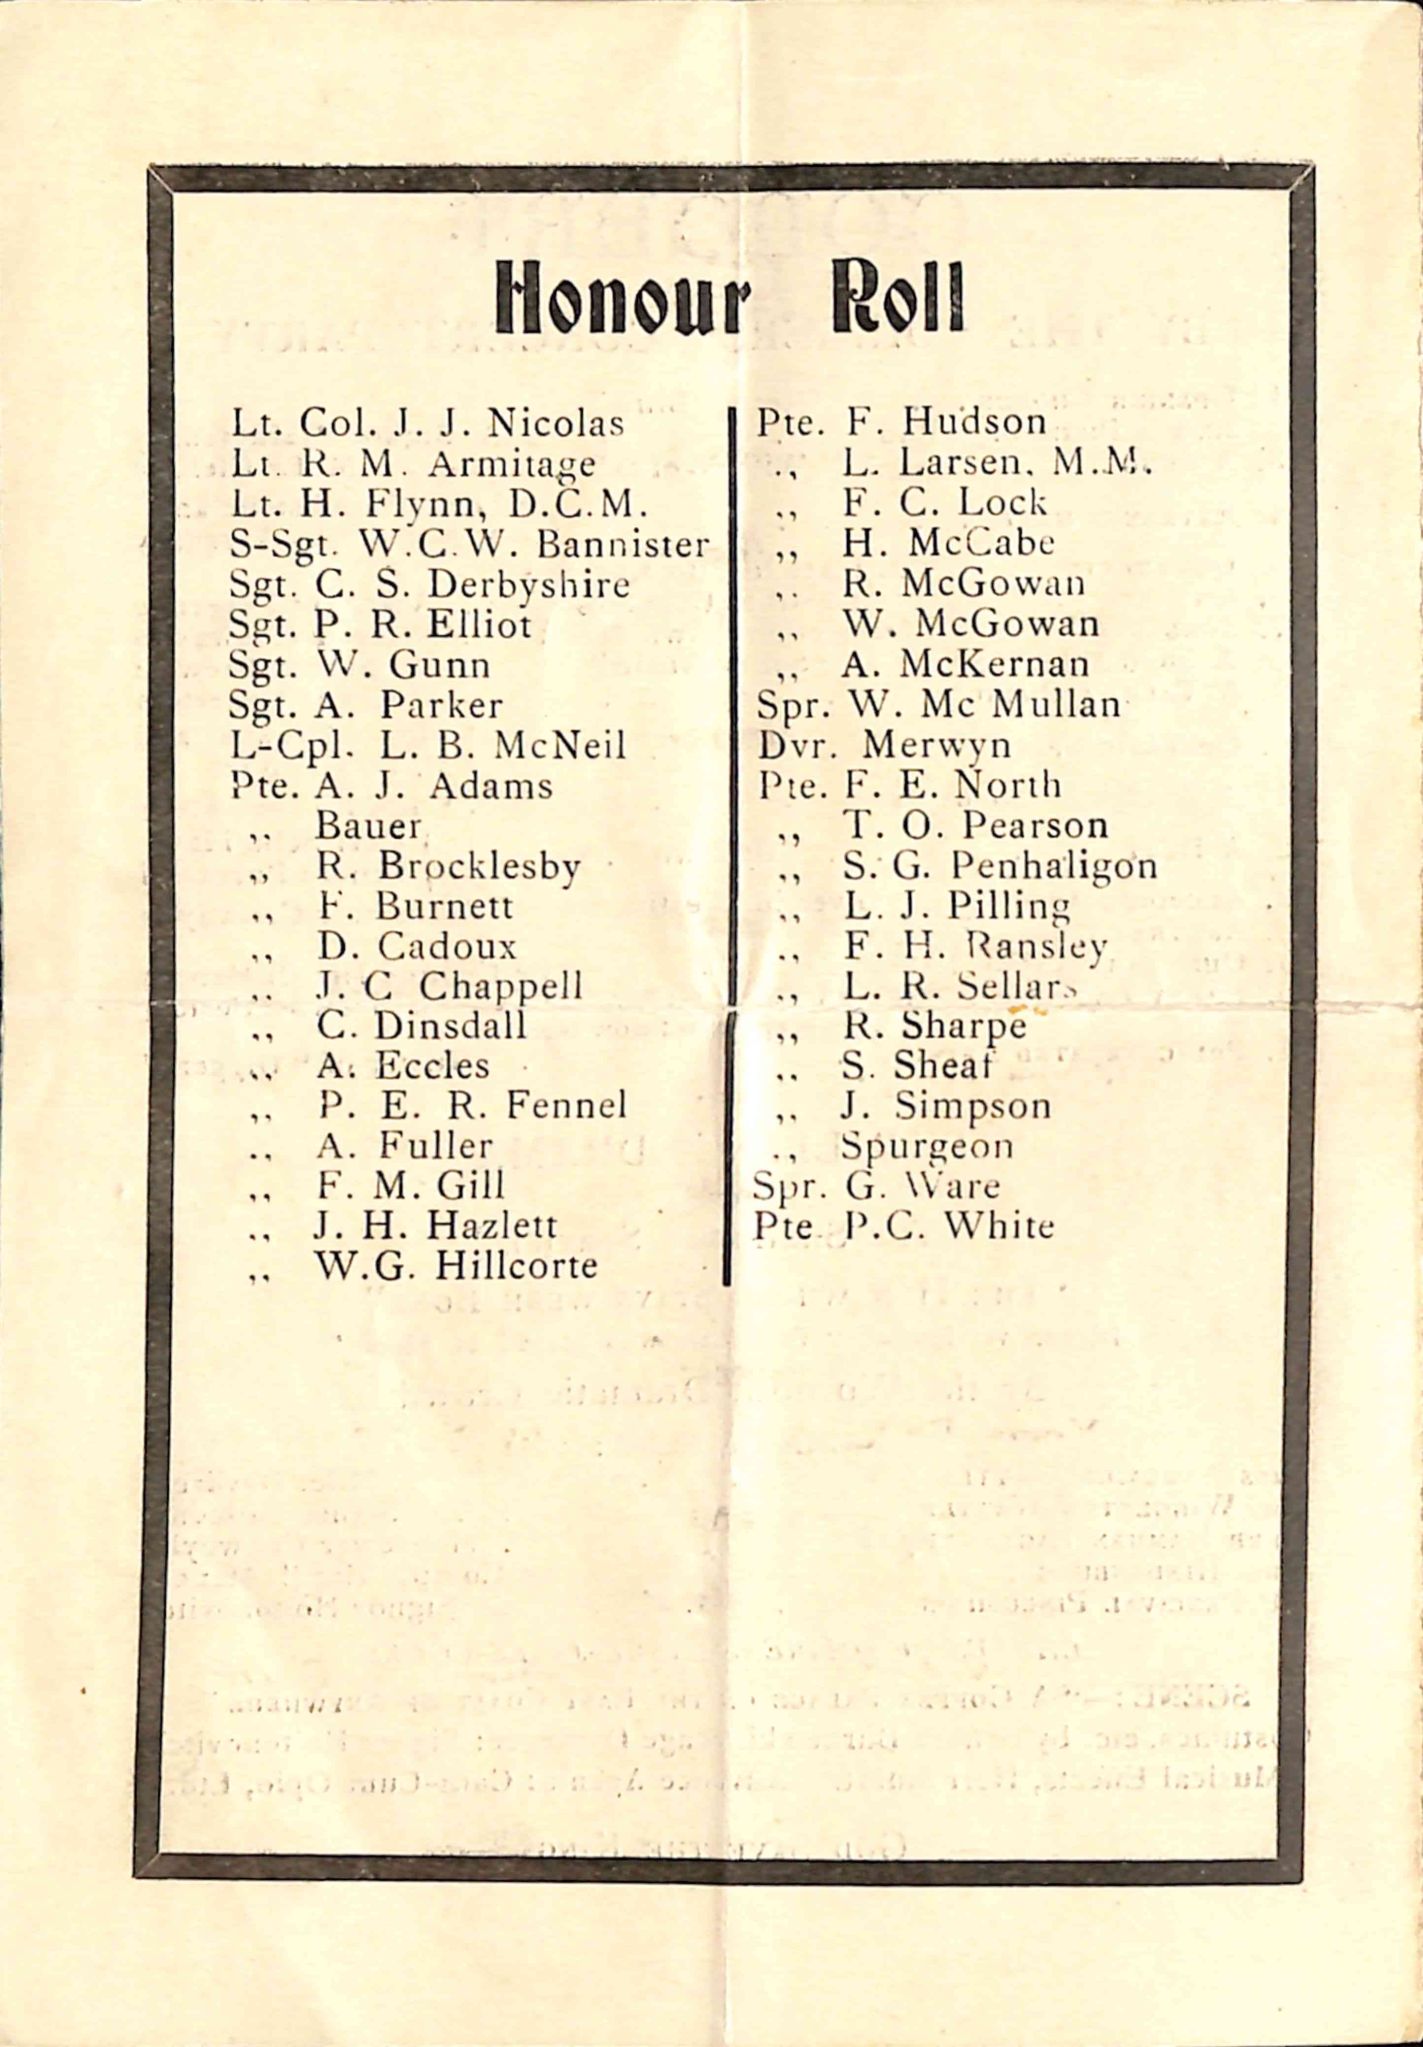 Honour Roll
Lt. Col. J. J. Nicolas
Lt. R. M. Armitage
Lt. H. Flynn, D.C.M.
S-Sgt. W.C.W. Bannister
Sgt. C. S. Derbyshire
Sgt. P. R. Elliot
Sgt. W. Gunn
Sgt. A. Parker
L-Cpl. L. B. McNeil
Pte. A. J. Adams
,, Bauer
,, R. Brocklesby
,, F. Burnett
,, D. Cadoux
,, J. C Chappell
,, C. Dinsdall
,, A. Eccles
,, P. E. R. Fennel
,, A. Fuller
,, F. M. Gill
,, J. H. Hazlett
,, W.G. Hillcorte
Pte. F. Hudson
,, L. Larsen, M.M.
,, F. C. Lock
,, H. McCabe
,, R. McGowan
,, W. McGowan
,, A. McKernan
Spr. W. Mc Mullan
Dvr. Merwyn
Pte. F. E. North
,, T. O. Pearson
,, S. G. Penhaligon
,, L. J. Pilling
,, F. H. Ransley
,, L. R. Sellars
,, R. Sharpe
,, S. Sheaf
,, J. Simpson
,, Spurgeon
Spr. G. Ware
Pte P.C. White